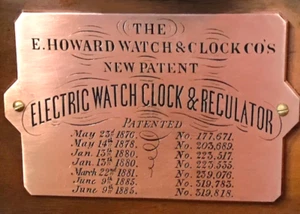 THE
E. HOWARD WATCH & CLOCK CO'S
NEW PATENT
ELECTRIC WATCH CLOCK & REGULATOR
PATENTED
May 23d 1876. No. 177,671.
May 14th 1878. No. 203,689.
Jan. 13th 1880. No. 223,517.
Jan. 13th 1880. No. 223,535.
March 22nd 1881. No. 239,076.
June 9th 1885. No. 319,783.
June 9th 1885. No. 319,818.